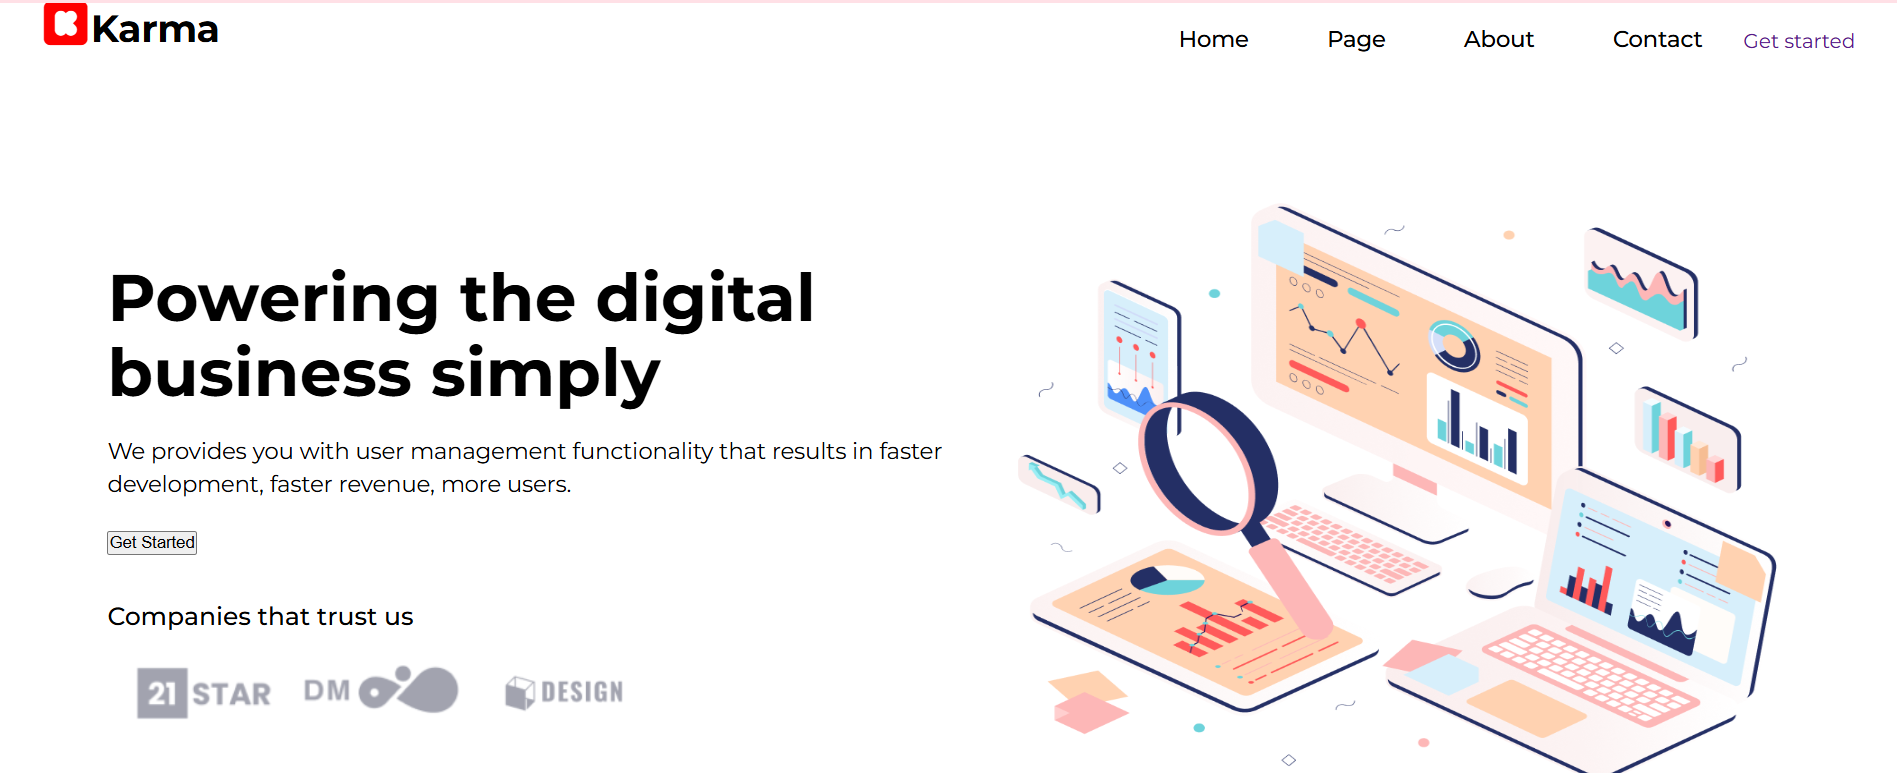 Karma
Home Page About Contact Get started
Powering the digital
business simply
We provides you with user management functionality that results in faster
development, faster revenue, more users.
Get Started
Companies that trust us
21 STAR DM DESIGN